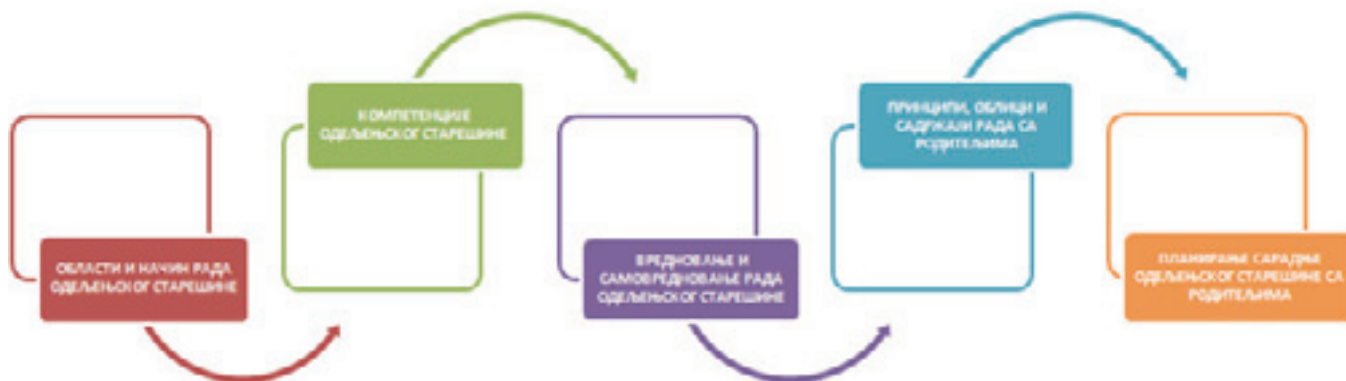 ОБЛАСТИ И НАЧИН РАДА
ОДЕЉЕЊСКОГ СТАРЕШИНЕ
КОМПЕТЕНЦИЈЕ
ОДЕЉЕЊСКОГ СТАРЕШИНЕ
ВРЕДНОВАЊЕ И
САМОВРЕДНОВАЊЕ РАДА
ОДЕЉЕЊСКОГ СТАРЕШИНЕ
ПРИНЦИПИ, ОБЛИЦИ И
САДРЖАЈИ РАДА СА
РОДИТЕЉИМА
ПЛАНИРАЊЕ САРАДЊЕ
ОДЕЉЕЊСКОГ СТАРЕШИНЕ СА
РОДИТЕЉИМА